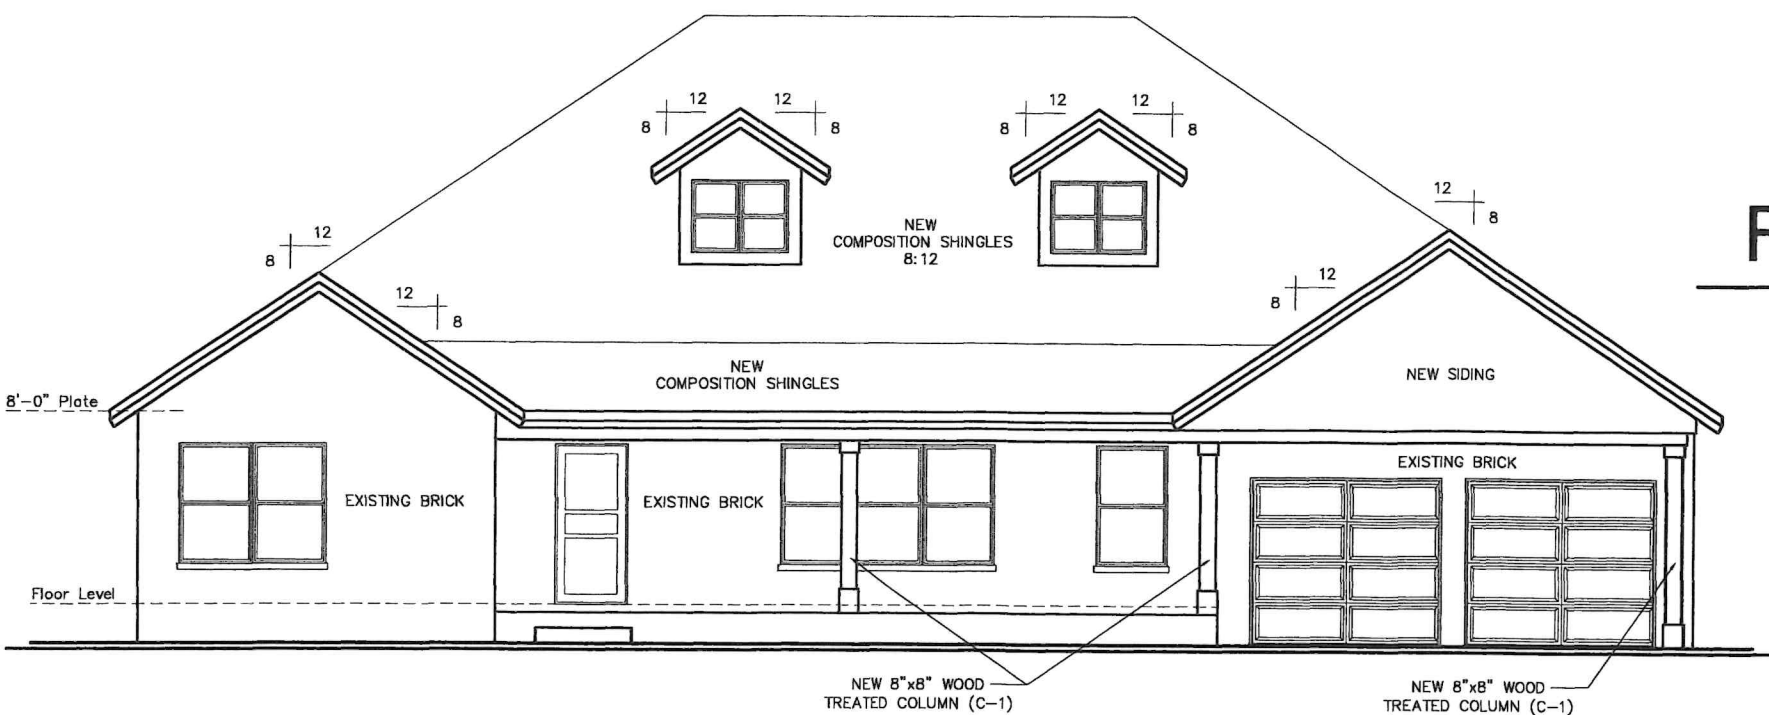 12 12
8 8
12 12
8 8
12
8
12
8
NEW
COMPOSITION SHINGLES
8:12
12
8
12
8
NEW
COMPOSITION SHINGLES
NEW SIDING
8'-0" Plate
EXISTING BRICK
EXISTING BRICK
EXISTING BRICK
Floor Level
NEW 8"x8" WOOD
TREATED COLUMN (C-1)
NEW 8"x8" WOOD
TREATED COLUMN (C-1)